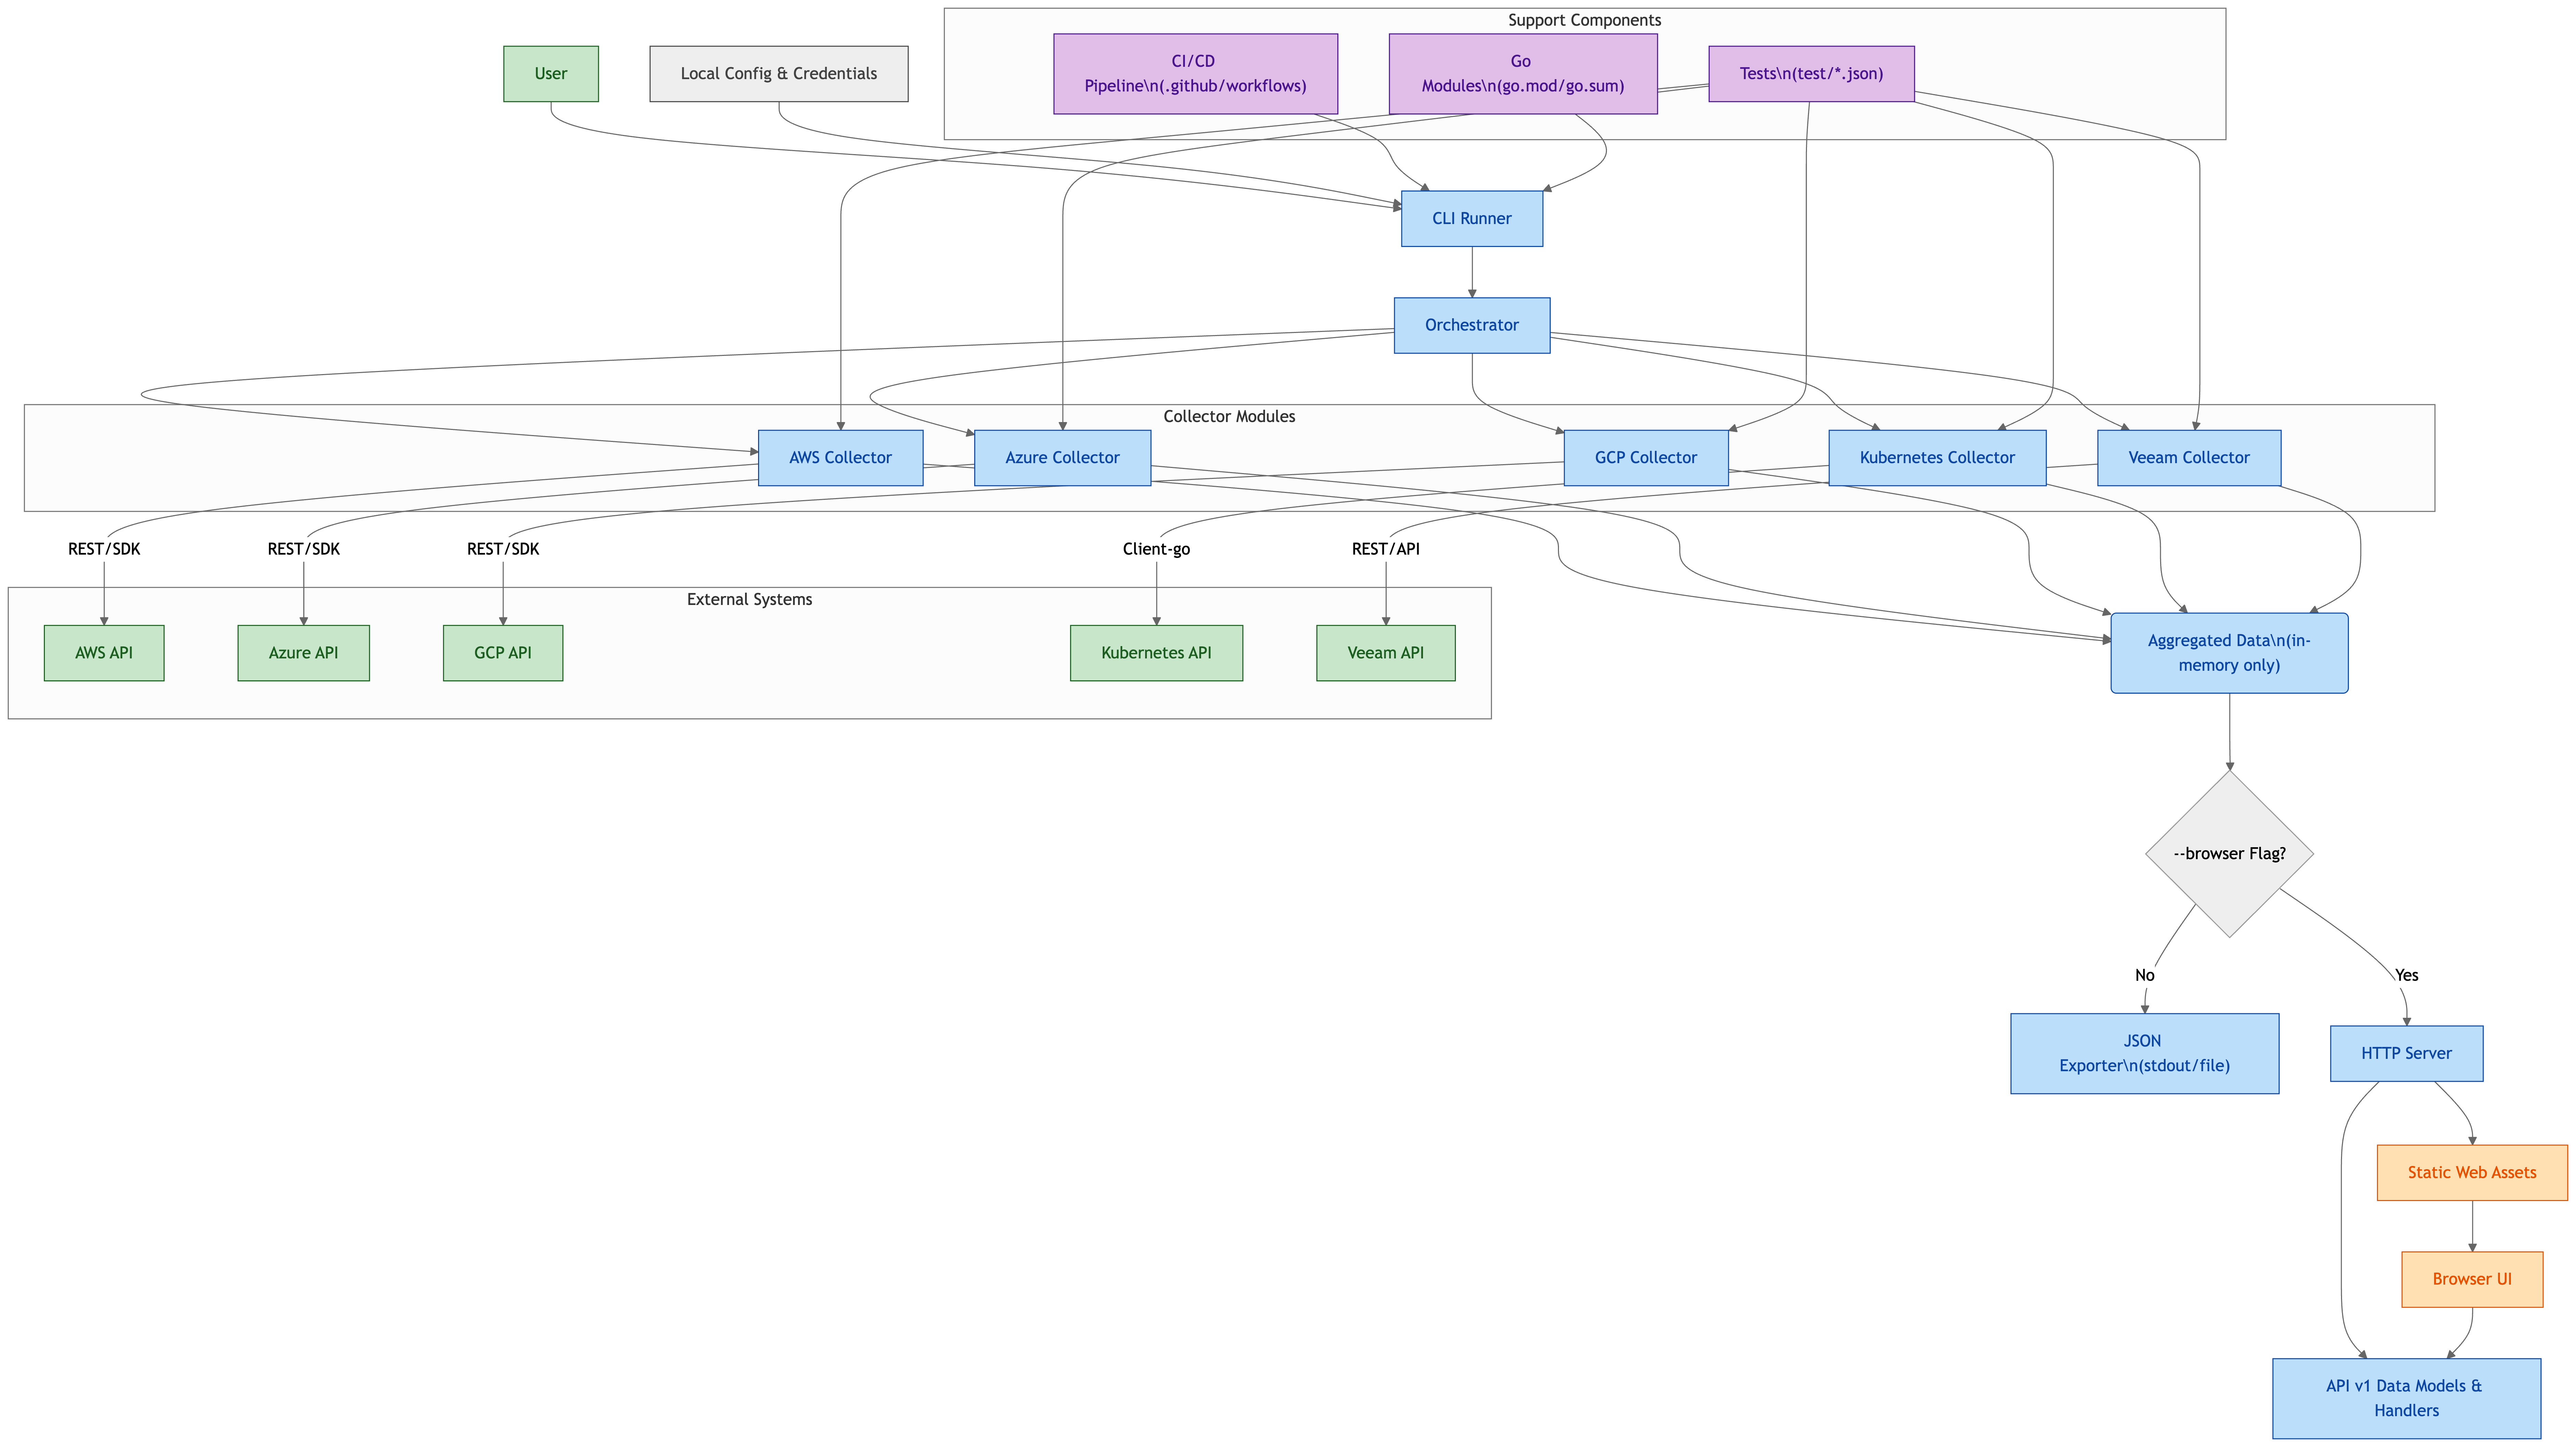 Support Components
User
Local Config & Credentials
CI/CD
Pipeline\n(.github/workflows)
Go
Modules\n(go.mod/go.sum)
Tests\n(test/*.json)
CLI Runner
Orchestrator
Collector Modules
AWS Collector
Azure Collector
GCP Collector
Kubernetes Collector
Veeam Collector
REST/SDK
REST/SDK
REST/SDK
Client-go
REST/API
External Systems
AWS API
Azure API
GCP API
Kubernetes API
Veeam API
Aggregated Data\n(in-
memory only)
--browser Flag?
No
Yes
JSON
Exporter\n(stdout/file)
HTTP Server
Static Web Assets
Browser UI
API v1 Data Models &
Handlers